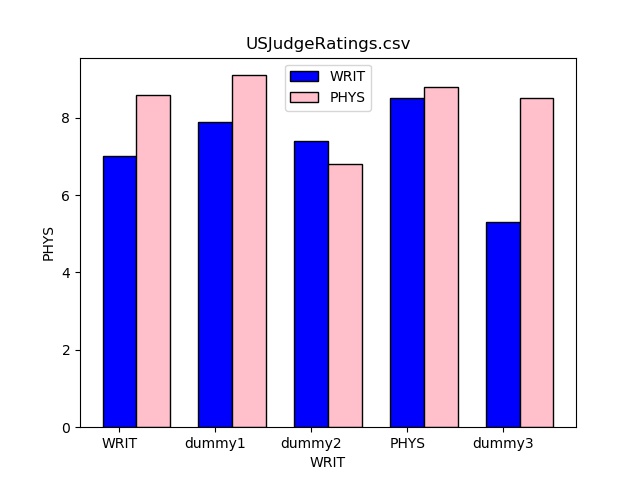 USJudgeRatings.csv
WRIT
PHYS
PHYS
8
6
4
2
0
WRIT dummy1 dummy2 PHYS dummy3
WRIT